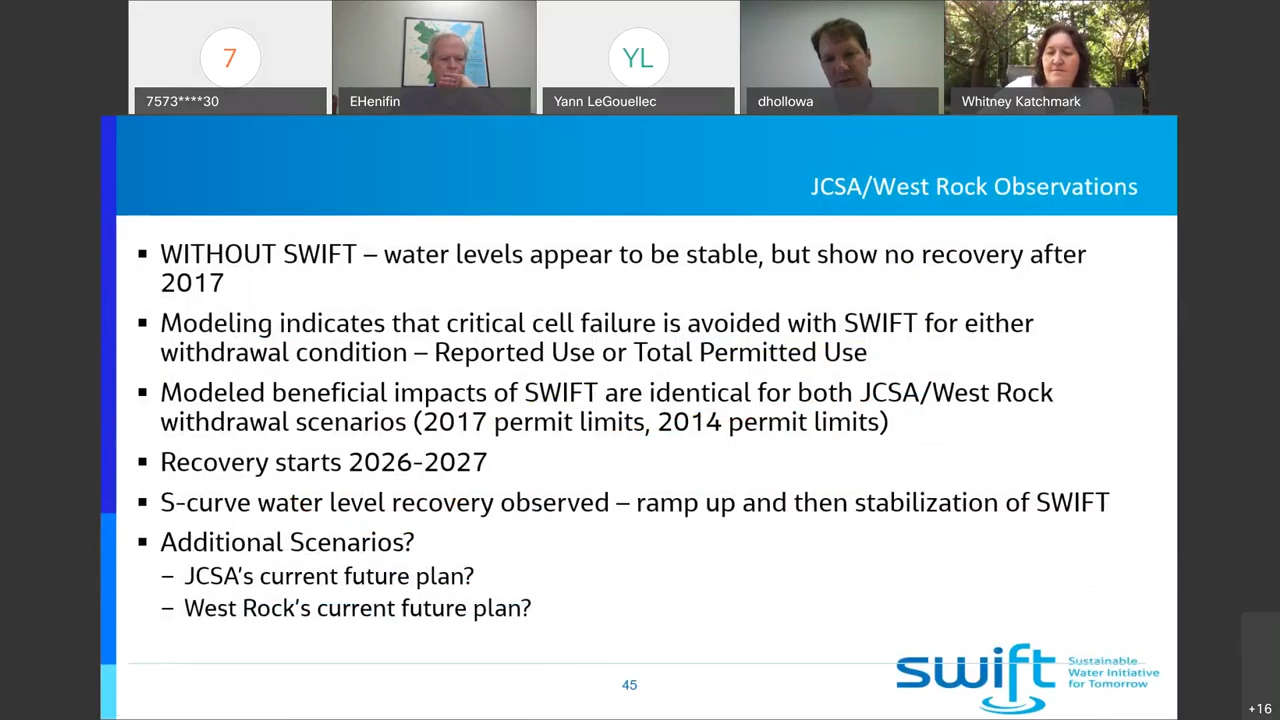 7
YL
7573****30
EHenifin
Yann LeGouellec
dhollowa
Whitney Katchmark
JCSA/West Rock Observations
▪ WITHOUT SWIFT – water levels appear to be stable, but show no recovery after
2017
▪ Modeling indicates that critical cell failure is avoided with SWIFT for either
withdrawal condition – Reported Use or Total Permitted Use
▪ Modeled beneficial impacts of SWIFT are identical for both JCSA/West Rock
withdrawal scenarios (2017 permit limits, 2014 permit limits)
▪ Recovery starts 2026-2027
▪ S-curve water level recovery observed – ramp up and then stabilization of SWIFT
▪ Additional Scenarios?
– JCSA's current future plan?
– West Rock's current future plan?
swift
Sustainable
Water Initiative
for Tomorrow
45
+16